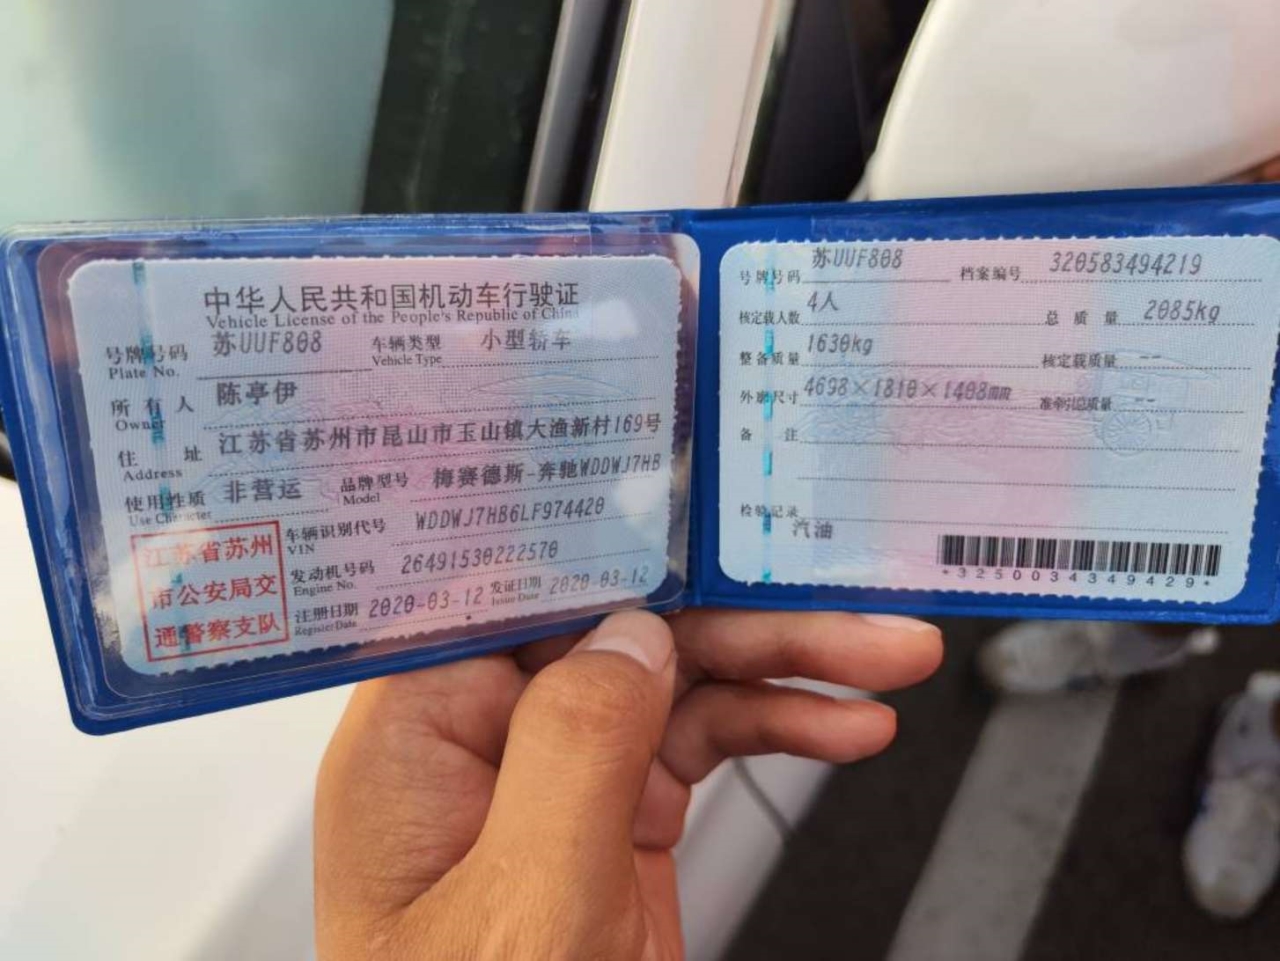 中华人民共和国机动车行驶证
Vehicle License of the People's Republic of China
号牌号码 苏UUF808 车辆类型 小型轿车
Plate No. Vehicle Type
所有人 陈亭伊
Owner
住址 江苏省苏州市昆山市玉山镇大渔新村169号
Address
使用性质 非营运 品牌型号 梅赛德斯-奔驰WDDWJ7HB
Use Character Model
江苏省苏州
市公安局交
通警察支队
车辆识别代号 WDDWJ7HB6LF974420
VIN
发动机号码 26491530222570
Engine No.
注册日期 2020-03-12 发证日期 2020-03-12
Register Date Issue Date
号牌号码 苏UUF808 档案编号 320583494219
核定载人数 4人 总质量 2085kg
整备质量 1630kg 核定载质量 --
外廓尺寸 4698×1810×1408mm 准牵引总质量 --
备注
检验记录
汽油
*3250034349429*